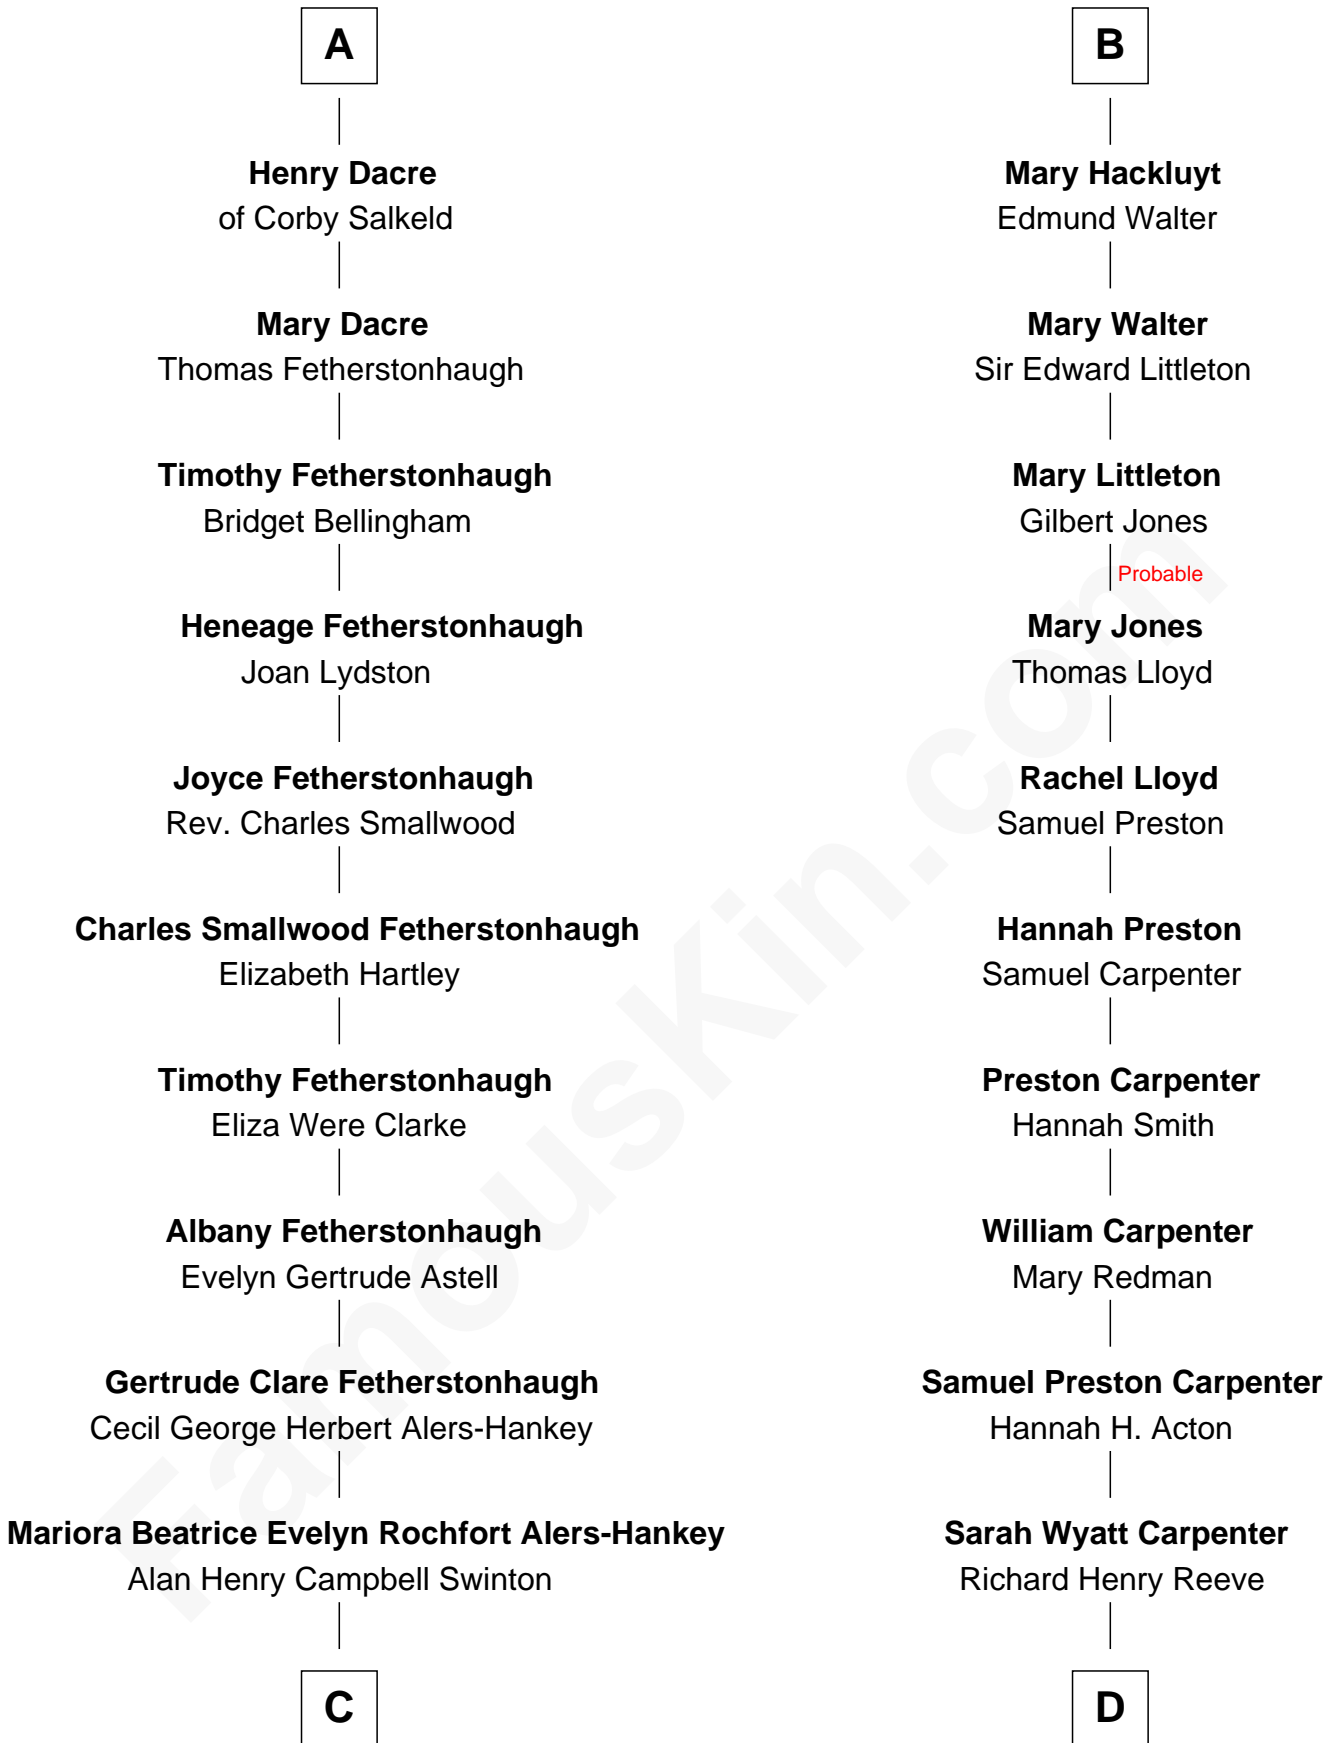 A
Henry Dacre
of Corby Salkeld
Mary Dacre
Thomas Fetherstonhaugh
Timothy Fetherstonhaugh
Bridget Bellingham
Heneage Fetherstonhaugh
Joan Lydston
Joyce Fetherstonhaugh
Rev. Charles Smallwood
Charles Smallwood Fetherstonhaugh
Elizabeth Hartley
Timothy Fetherstonhaugh
Eliza Were Clarke
Albany Fetherstonhaugh
Evelyn Gertrude Astell
Gertrude Clare Fetherstonhaugh
Cecil George Herbert Alers-Hankey
Mariora Beatrice Evelyn Rochfort Alers-Hankey
Alan Henry Campbell Swinton
C
B
Mary Hackluyt
Edmund Walter
Mary Walter
Sir Edward Littleton
Mary Littleton
Gilbert Jones
Probable
Mary Jones
Thomas Lloyd
Rachel Lloyd
Samuel Preston
Hannah Preston
Samuel Carpenter
Preston Carpenter
Hannah Smith
William Carpenter
Mary Redman
Samuel Preston Carpenter
Hannah H. Acton
Sarah Wyatt Carpenter
Richard Henry Reeve
D
FamousKin.com